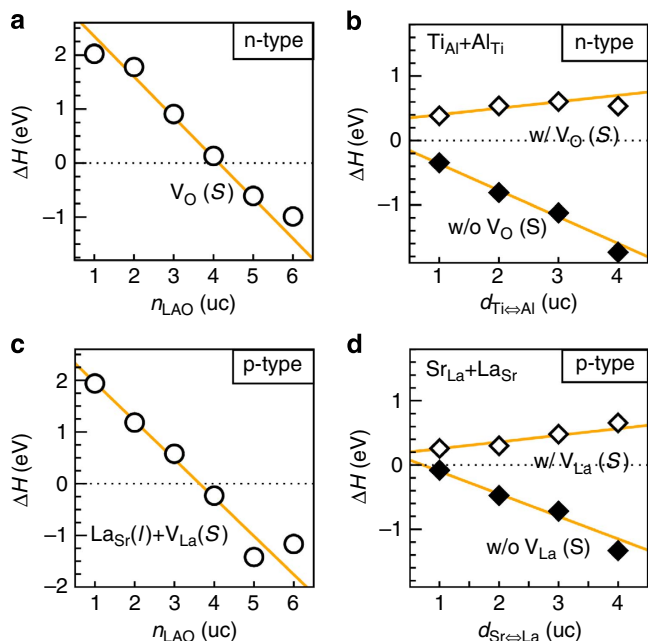 a
n-type
2
1
0
−1
ΔH (eV)
V_O (S)
1 2 3 4 5 6
n_LAO (uc)
b
Ti_Al+Al_Ti
n-type
1
0
−1
ΔH (eV)
w/ V_O (S)
w/o V_O (S)
1 2 3 4
d_Ti⇔Al (uc)
c
p-type
2
1
0
−1
−2
ΔH (eV)
La_Sr(I)+V_La(S)
1 2 3 4 5 6
n_LAO (uc)
d
Sr_La+La_Sr
p-type
1
0
−1
ΔH (eV)
w/ V_La (S)
w/o V_La (S)
1 2 3 4
d_Sr⇔La (uc)